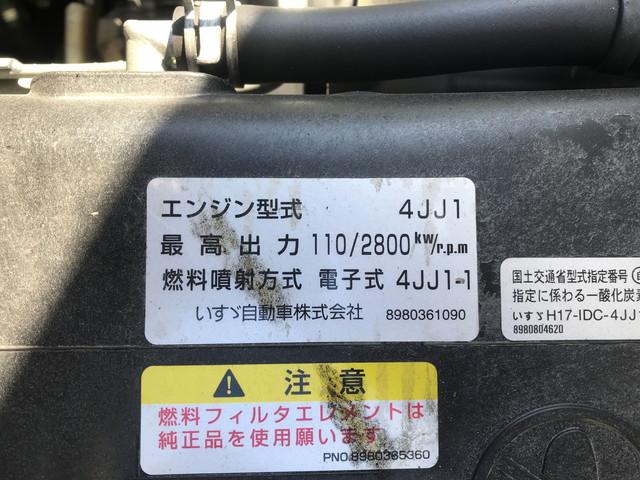 エンジン型式 4JJ1
最高出力 110/2800 kw/r.p.m
燃料噴射方式 電子式 4JJ1-1
いすゞ自動車株式会社 8980361090
国土交通省型式指定番号
指定に係わる一酸化炭素
いすゞH17-IDC-4JJ1
8980804620
注意
燃料フィルタエレメントは
純正品を使用願います
PNO.8980365360